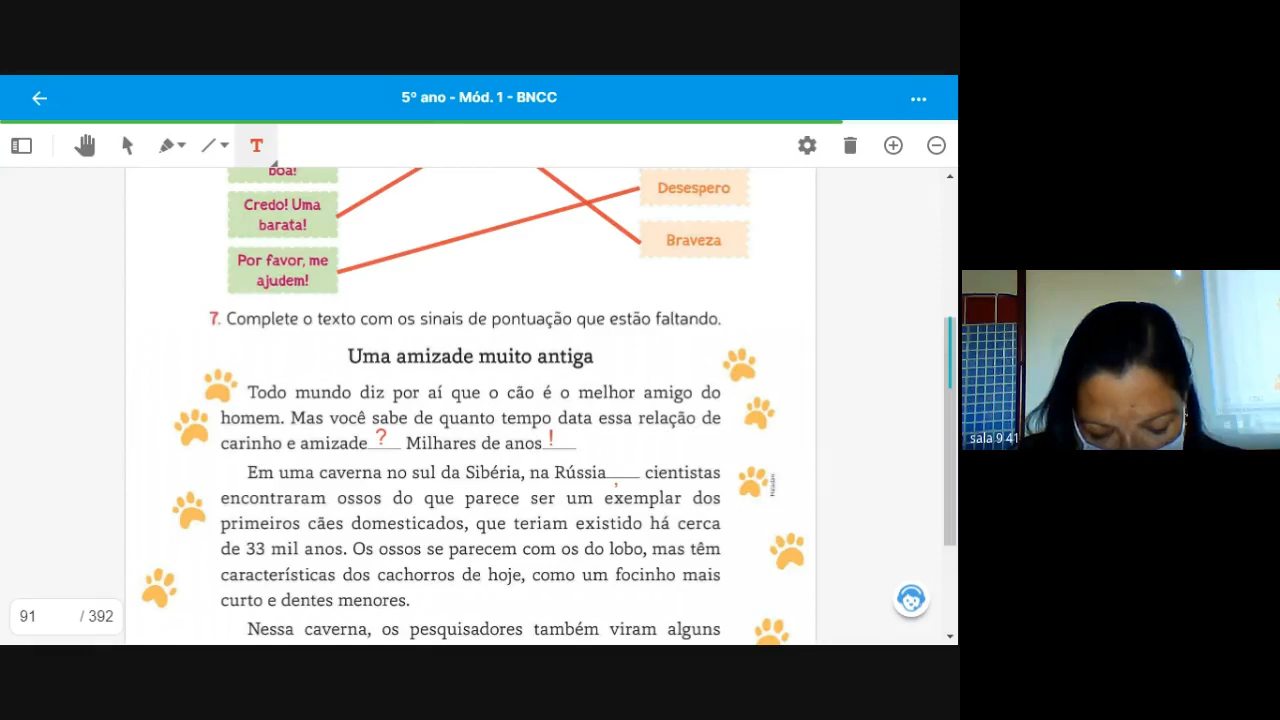 5º ano - Mód. 1 - BNCC
T
boa!
Credo! Uma
barata!
Por favor, me
ajudem!
Desespero
Braveza
7. Complete o texto com os sinais de pontuação que estão faltando.
Uma amizade muito antiga
Todo mundo diz por aí que o cão é o melhor amigo do
homem. Mas você sabe de quanto tempo data essa relação de
carinho e amizade ? Milhares de anos !
Em uma caverna no sul da Sibéria, na Rússia , cientistas
encontraram ossos do que parece ser um exemplar dos
primeiros cães domesticados, que teriam existido há cerca
de 33 mil anos. Os ossos se parecem com os do lobo, mas têm
características dos cachorros de hoje, como um focinho mais
curto e dentes menores.
Nessa caverna, os pesquisadores também viram alguns
91 / 392
sala 9 41